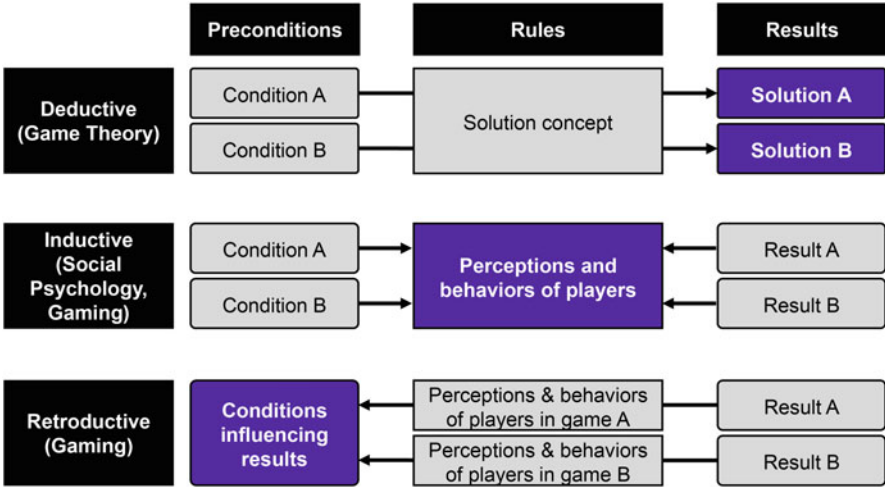 Preconditions
Rules
Results
Deductive
(Game Theory)
Condition A
Condition B
Solution concept
Solution A
Solution B
Inductive
(Social
Psychology,
Gaming)
Condition A
Condition B
Perceptions and
behaviors of players
Result A
Result B
Retroductive
(Gaming)
Conditions
influencing
results
Perceptions & behaviors
of players in game A
Perceptions & behaviors
of players in game B
Result A
Result B